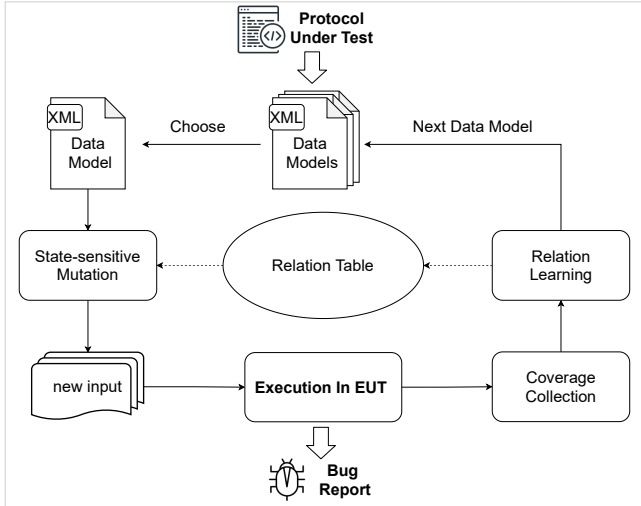 Protocol
Under Test
XML
Data
Model
Choose
XML
Data
Models
Next Data Model
State-sensitive
Mutation
Relation Table
Relation
Learning
new input
Execution In EUT
Coverage
Collection
Bug
Report